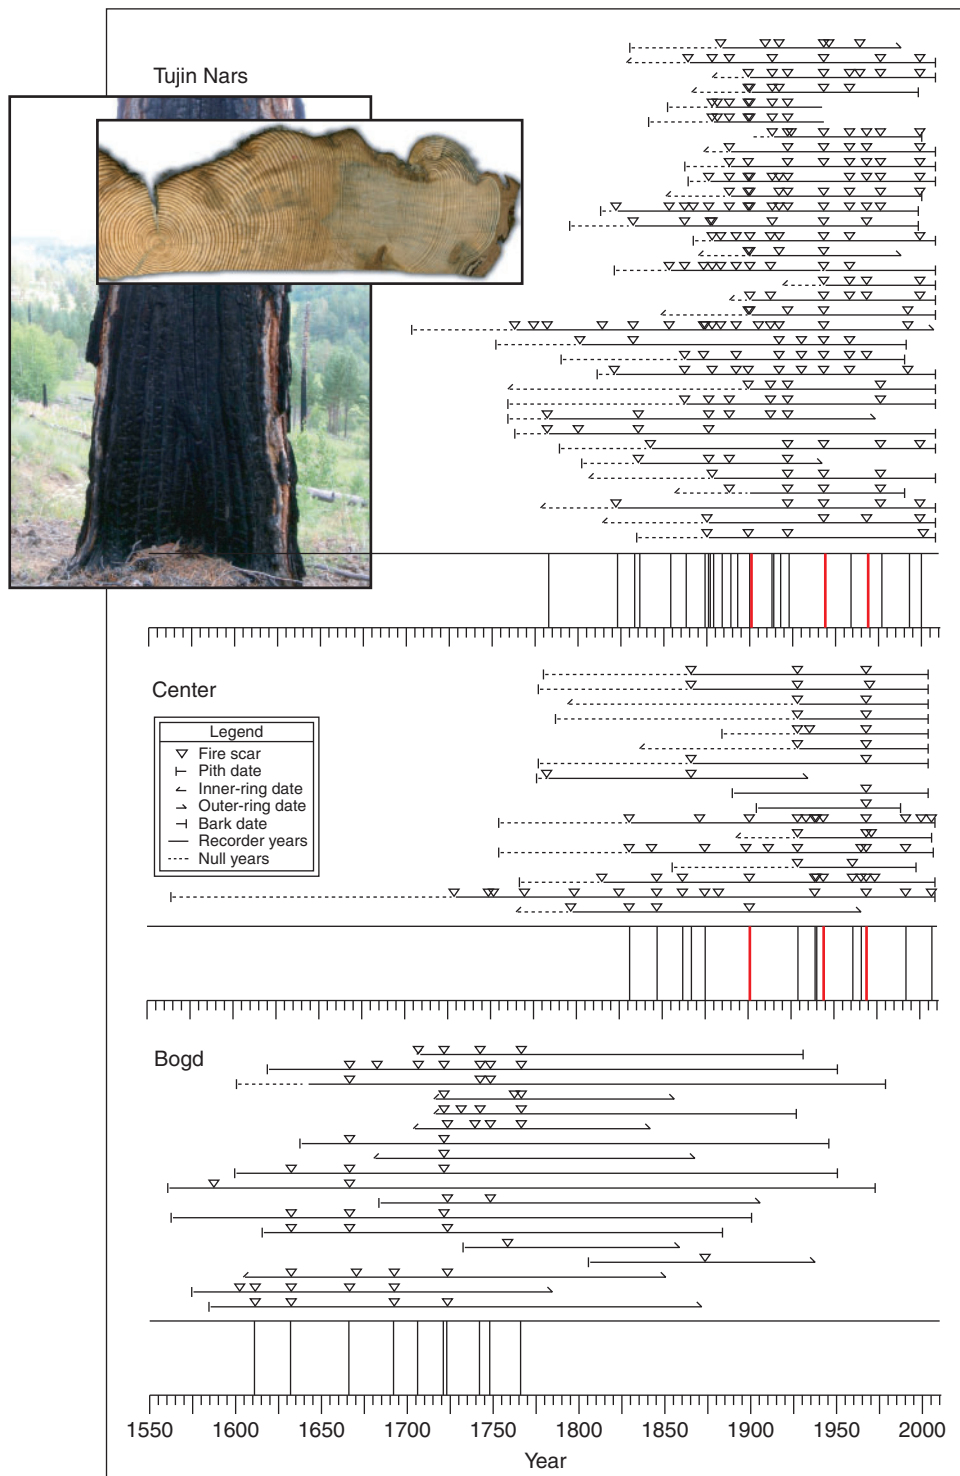 Tujin Nars
Center
Legend
Fire scar
Pith date
Inner-ring date
Outer-ring date
Bark date
Recorder years
Null years
Bogd
1550 1600 1650 1700 1750 1800 1850 1900 1950 2000
Year